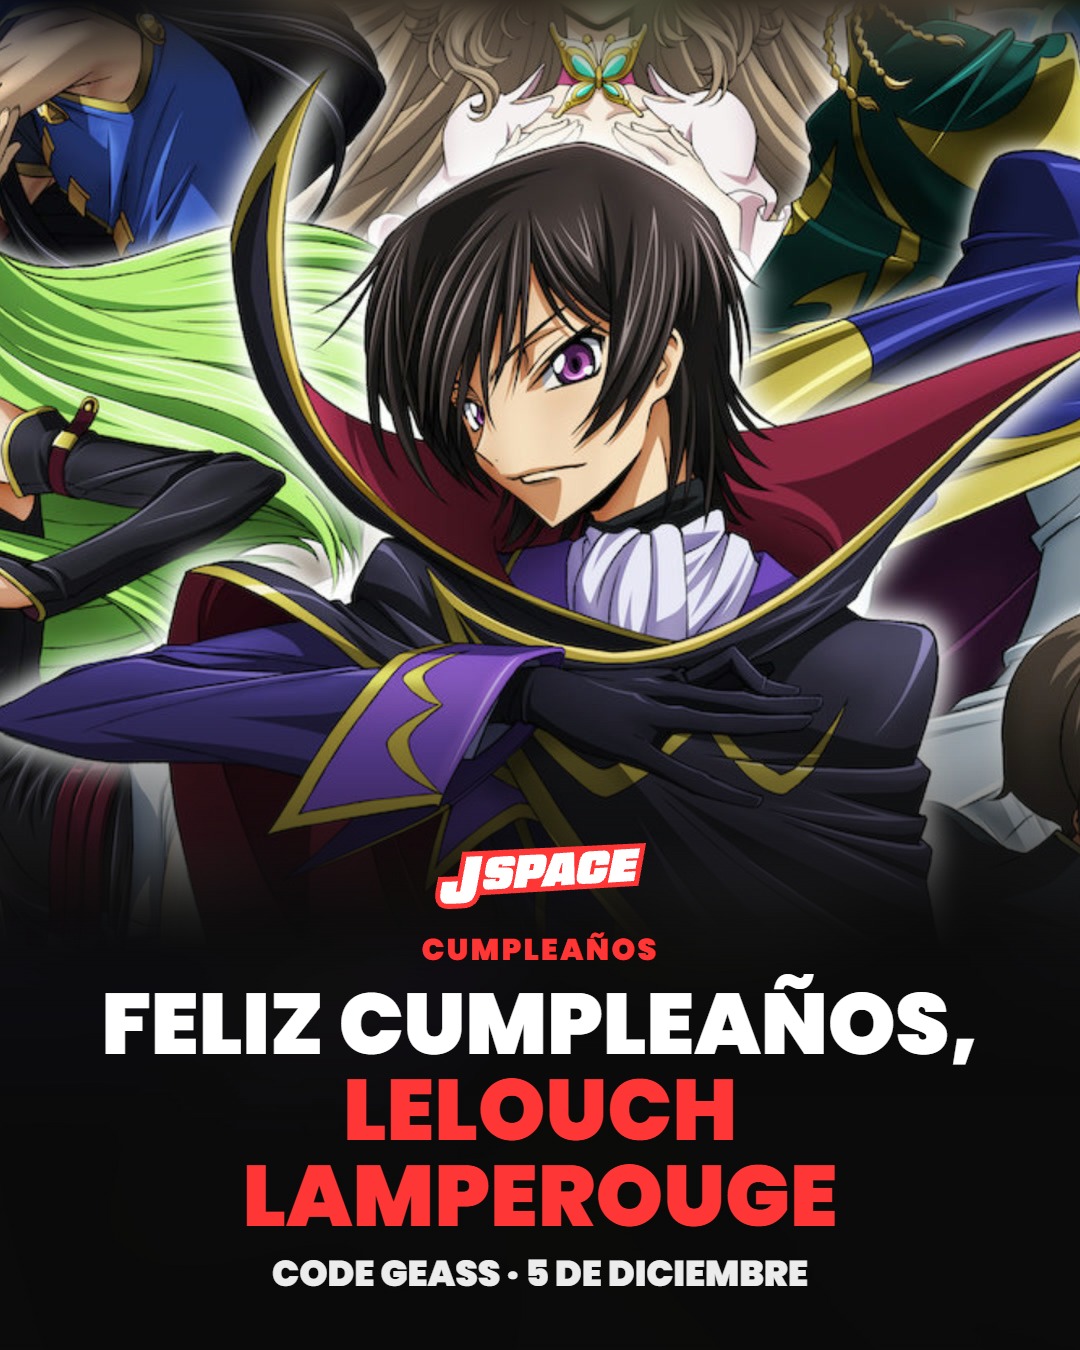 JSPACE
CUMPLEAÑOS
FELIZ CUMPLEAÑOS,
LELOUCH
LAMPEROUGE
CODE GEASS · 5 DE DICIEMBRE